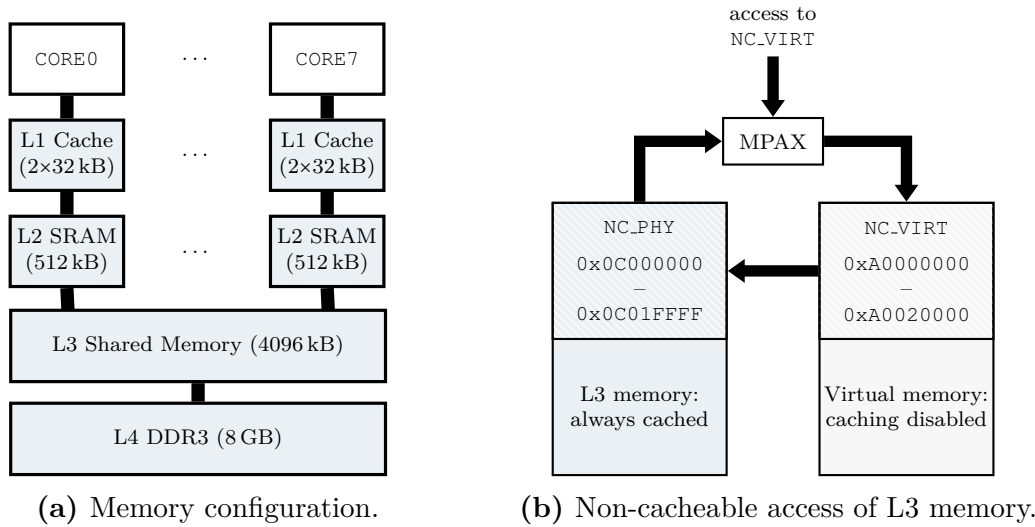 CORE0
...
CORE7
L1 Cache
(2×32 kB)
...
L1 Cache
(2×32 kB)
L2 SRAM
(512 kB)
...
L2 SRAM
(512 kB)
L3 Shared Memory (4096 kB)
L4 DDR3 (8 GB)
(a) Memory configuration.
access to
NC_VIRT
MPAX
NC_PHY
0x0C000000
–
0x0C01FFFF
NC_VIRT
0xA0000000
–
0xA0020000
L3 memory:
always cached
Virtual memory:
caching disabled
(b) Non-cacheable access of L3 memory.